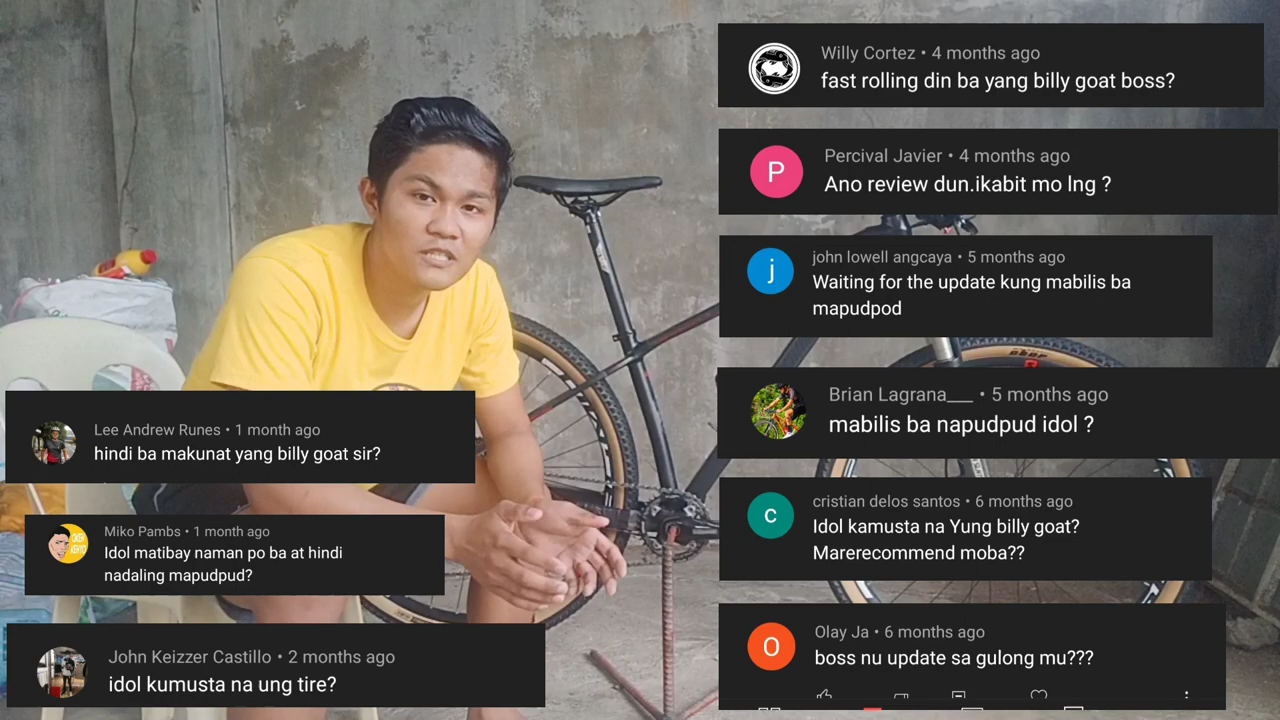 Lee Andrew Runes • 1 month ago
hindi ba makunat yang billy goat sir?
Miko Pambs • 1 month ago
Idol matibay naman po ba at hindi
nadaling mapudpud?
John Keizzer Castillo • 2 months ago
idol kumusta na ung tire?
Willy Cortez • 4 months ago
fast rolling din ba yang billy goat boss?
P
Percival Javier • 4 months ago
Ano review dun.ikabit mo lng ?
j
john lowell angcaya • 5 months ago
Waiting for the update kung mabilis ba
mapudpod
Brian Lagrana___ • 5 months ago
mabilis ba napudpud idol ?
c
cristian delos santos • 6 months ago
Idol kamusta na Yung billy goat?
Marerecommend moba??
O
Olay Ja • 6 months ago
boss nu update sa gulong mu???